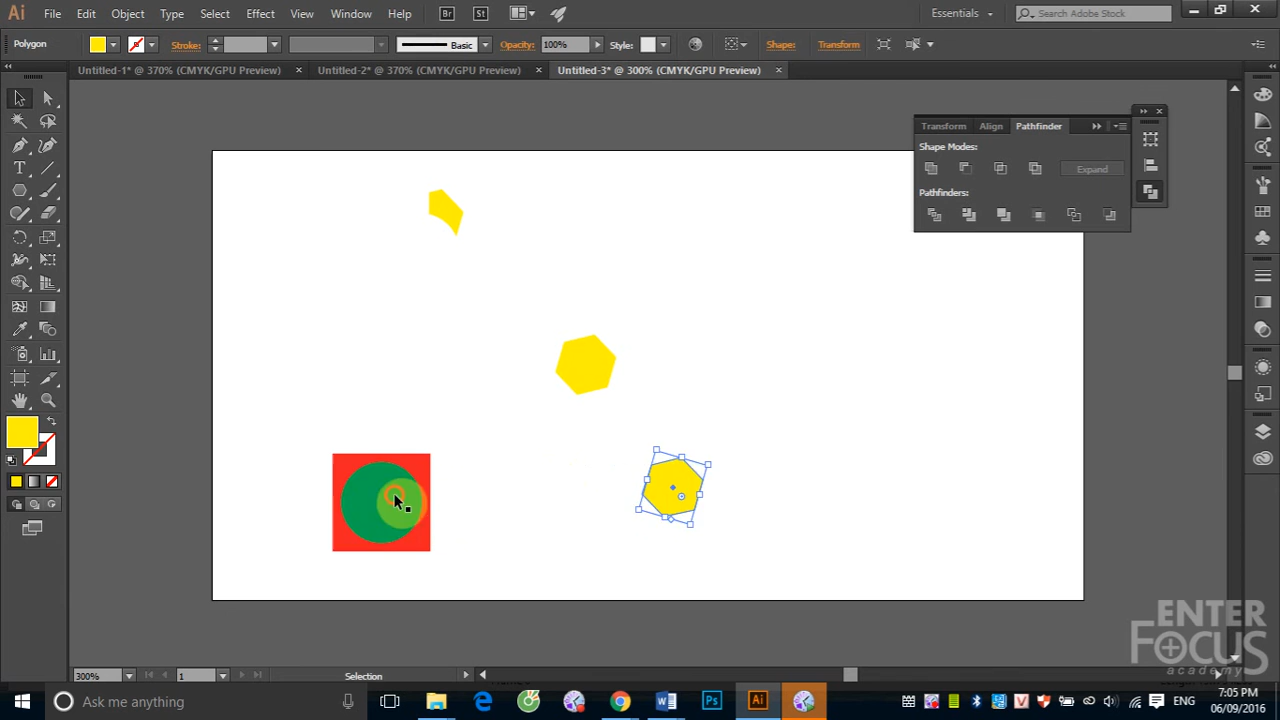 Ai File Edit Object Type Select Effect View Window Help Br St Essentials Search Adobe Stock
Polygon Stroke: Basic Opacity: 100% Style: Shape: Transform
Untitled-1* @ 370% (CMYK/GPU Preview) × Untitled-2* @ 370% (CMYK/GPU Preview) × Untitled-3* @ 300% (CMYK/GPU Preview) ×
Transform Align Pathfinder
Shape Modes:
Expand
Pathfinders:
ENTER
FOCUS
academy
300% 1 Selection
Ask me anything Ps Ai ENG
7:05 PM
06/09/2016